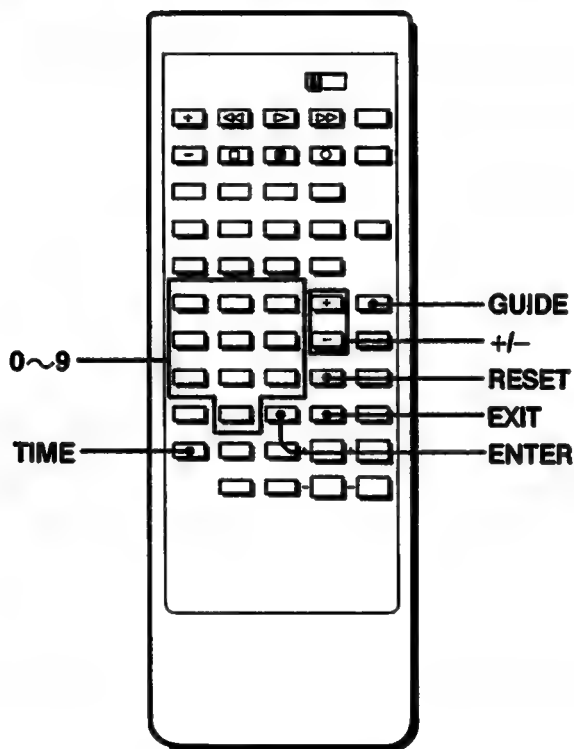 +
-
+
GUIDE
-
+/-
0~9
RESET
EXIT
TIME
ENTER